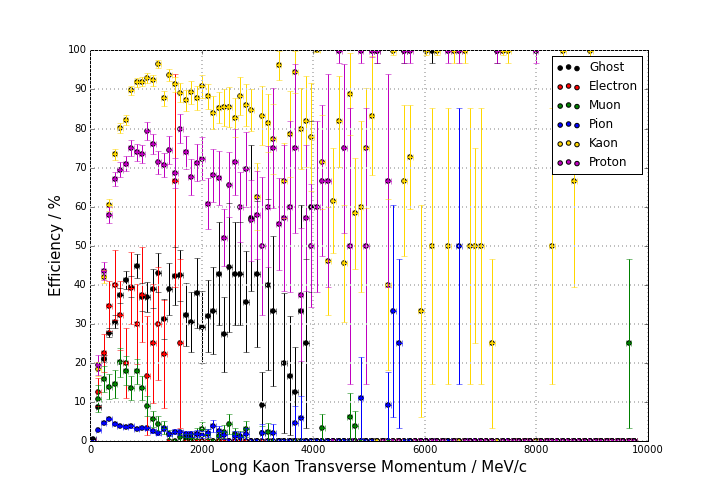 100
90
80
70
60
50
40
30
20
10
0
Efficiency / %
0
2000
4000
6000
8000
10000
Long Kaon Transverse Momentum / MeV/c
Ghost
Electron
Muon
Pion
Kaon
Proton